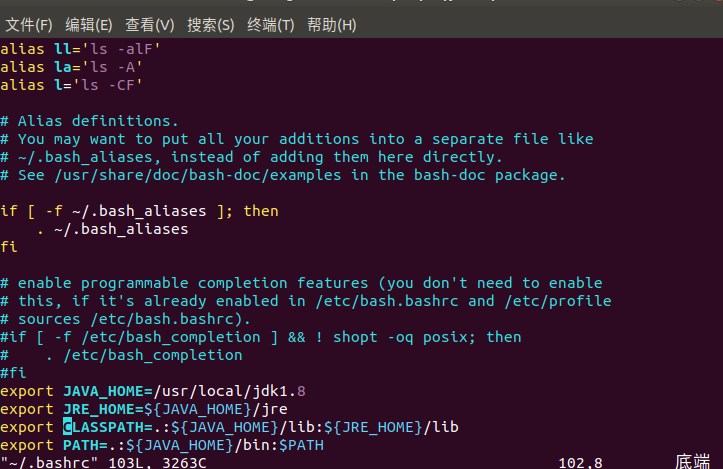 文件(F) 编辑(E) 查看(V) 搜索(S) 终端(T) 帮助(H)
alias ll='ls -alF'
alias la='ls -A'
alias l='ls -CF'
# Alias definitions.
# You may want to put all your additions into a separate file like
# ~/.bash_aliases, instead of adding them here directly.
# See /usr/share/doc/bash-doc/examples in the bash-doc package.
if [ -f ~/.bash_aliases ]; then
    . ~/.bash_aliases
fi
# enable programmable completion features (you don't need to enable
# this, if it's already enabled in /etc/bash.bashrc and /etc/profile
# sources /etc/bash.bashrc).
#if [ -f /etc/bash_completion ] && ! shopt -oq posix; then
#    . /etc/bash_completion
#fi
export JAVA_HOME=/usr/local/jdk1.8
export JRE_HOME=${JAVA_HOME}/jre
export CLASSPATH=.:${JAVA_HOME}/lib:${JRE_HOME}/lib
export PATH=.:${JAVA_HOME}/bin:$PATH
"~/.bashrc" 103L, 3263C 102,8 底端